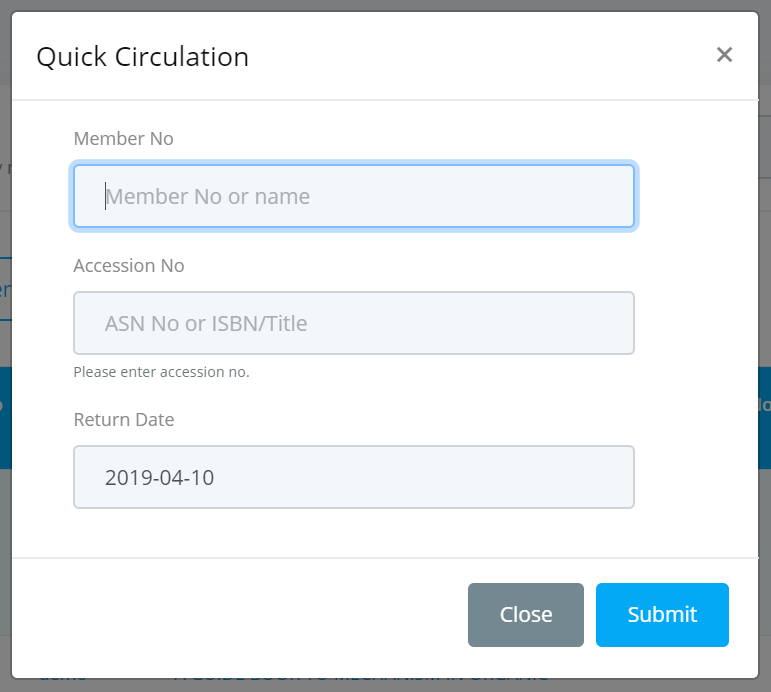 Quick Circulation
×
Member No
Member No or name
Accession No
ASN No or ISBN/Title
Please enter accession no.
Return Date
2019-04-10
Close
Submit